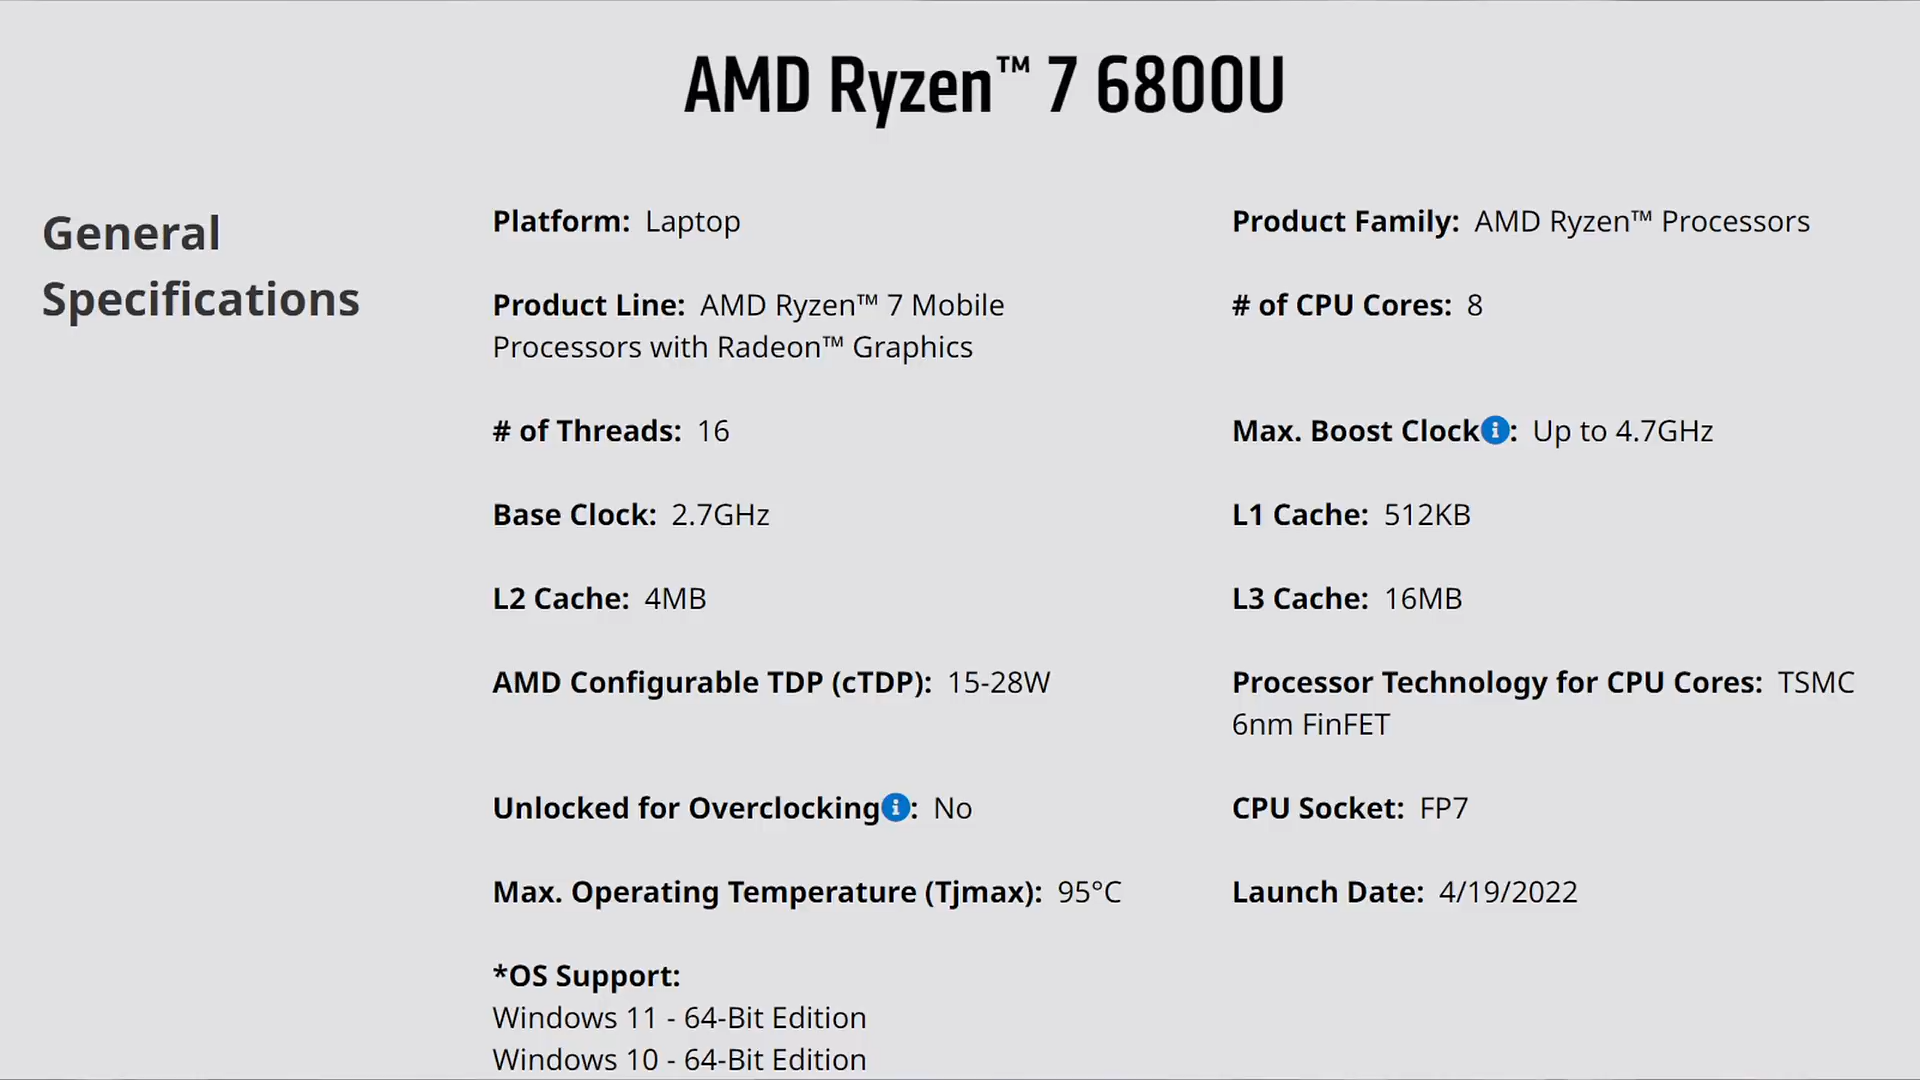 AMD Ryzen™ 7 6800U
General
Specifications
Platform: Laptop
Product Family: AMD Ryzen™ Processors
Product Line: AMD Ryzen™ 7 Mobile
Processors with Radeon™ Graphics
# of CPU Cores: 8
# of Threads: 16
Max. Boost Clock: Up to 4.7GHz
Base Clock: 2.7GHz
L1 Cache: 512KB
L2 Cache: 4MB
L3 Cache: 16MB
AMD Configurable TDP (cTDP): 15-28W
Processor Technology for CPU Cores: TSMC
6nm FinFET
Unlocked for Overclocking: No
CPU Socket: FP7
Max. Operating Temperature (Tjmax): 95°C
Launch Date: 4/19/2022
*OS Support:
Windows 11 - 64-Bit Edition
Windows 10 - 64-Bit Edition